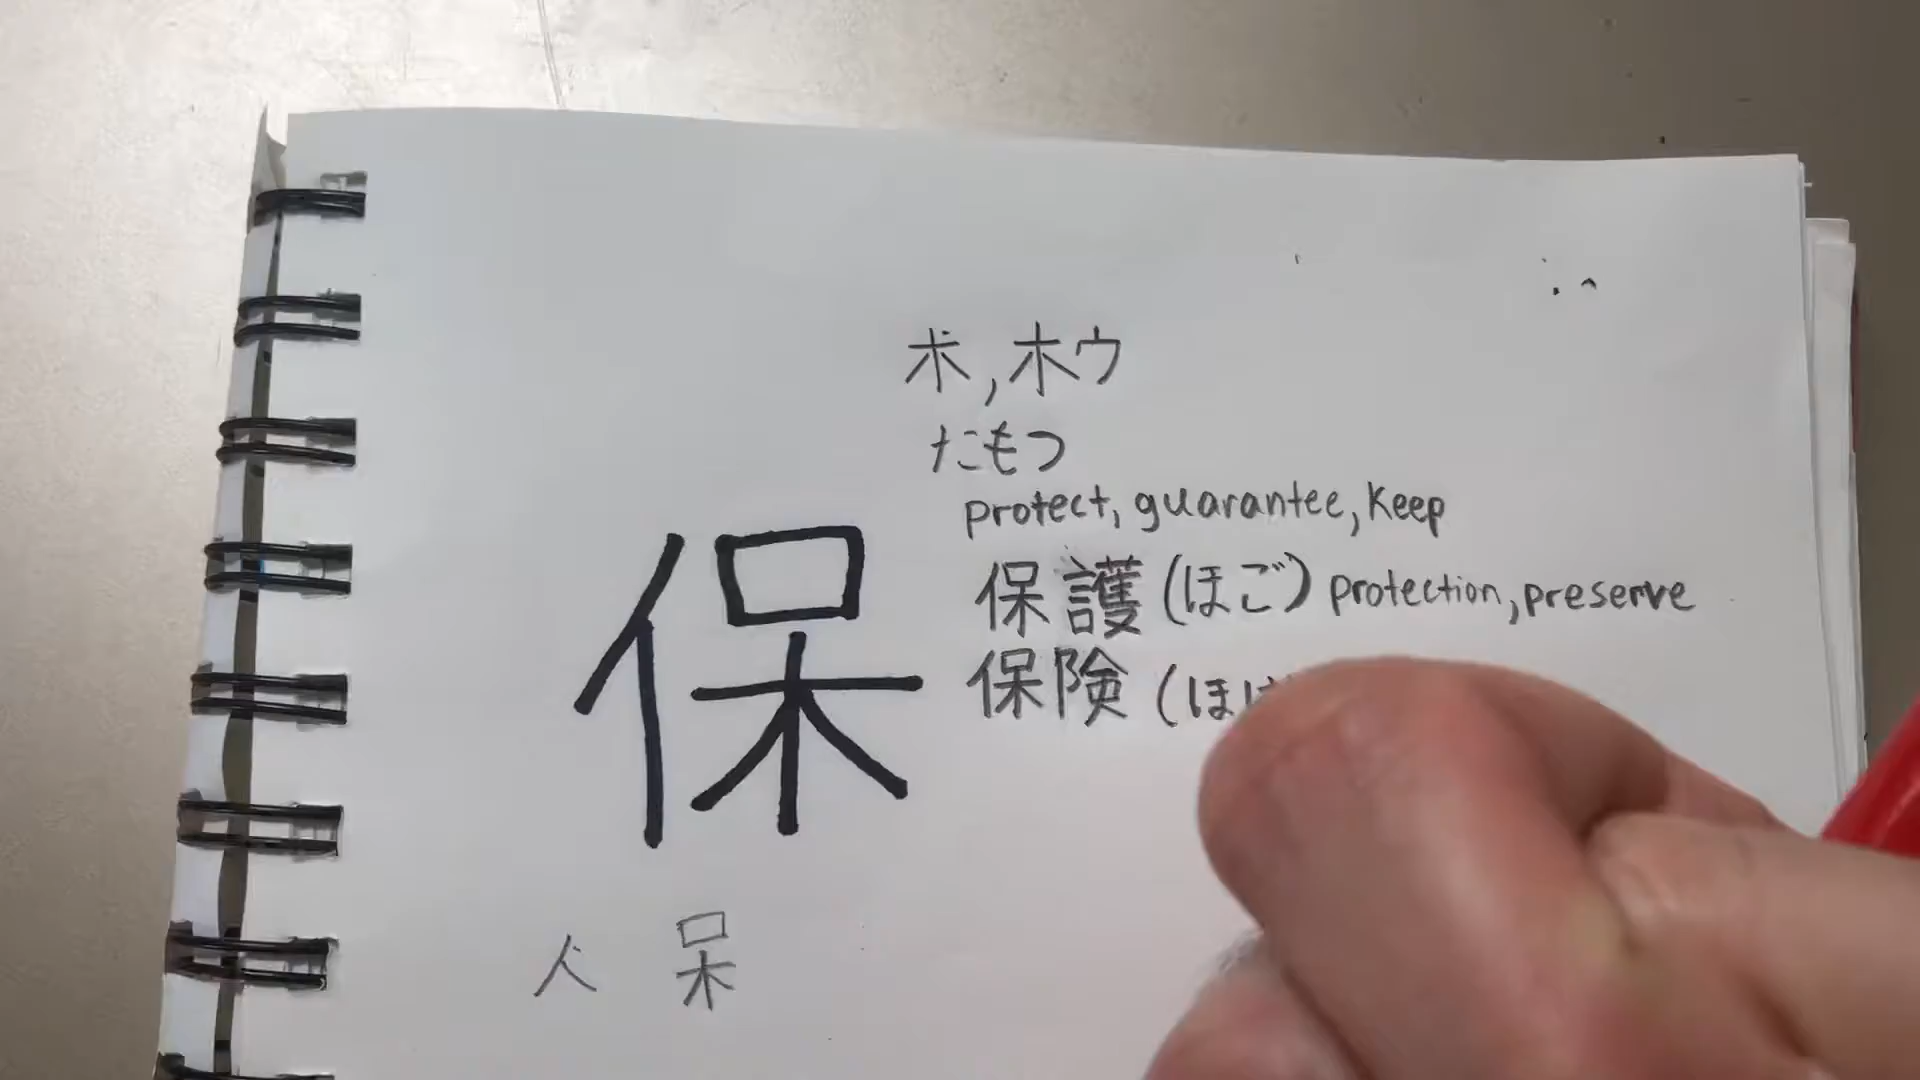 ホ, ホウ
たもつ
protect, guarantee, keep
保護 (ほご) protection, preserve
保険 (ほ
保
人 呆